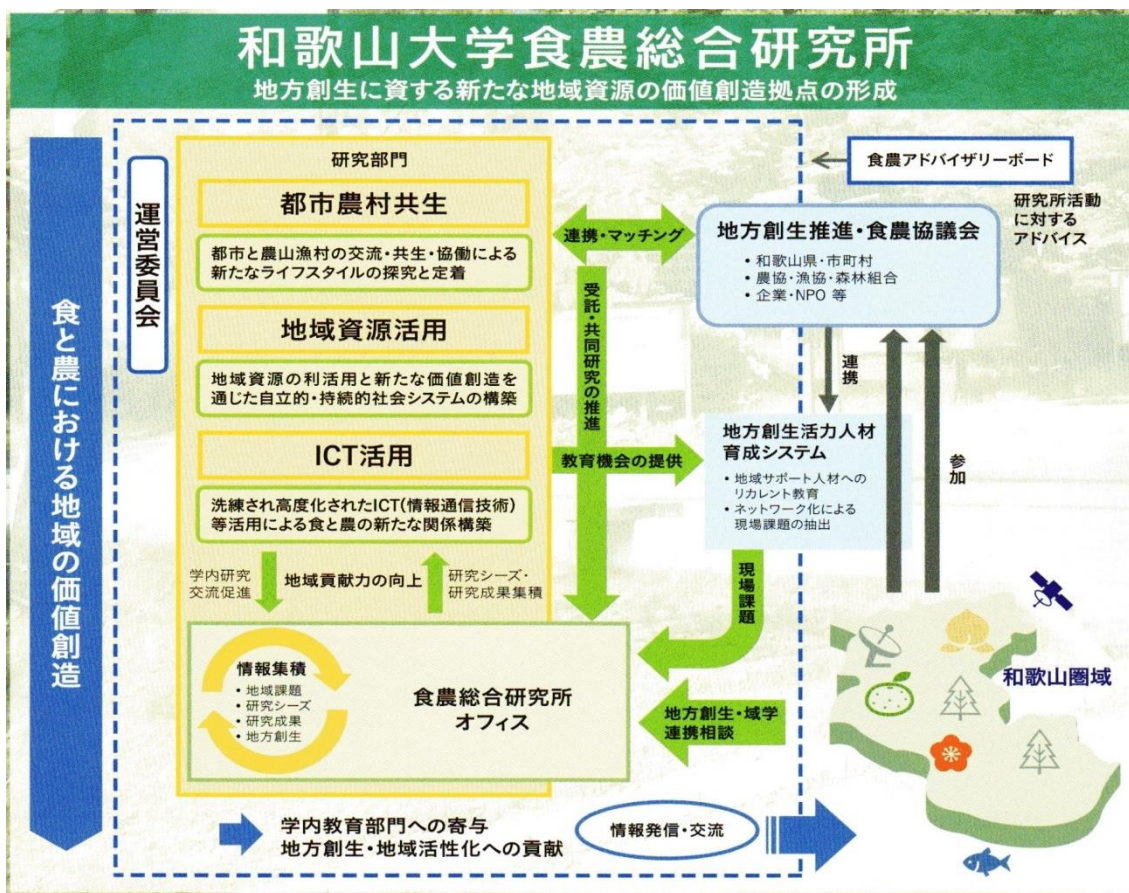 和歌山大学食農総合研究所
地方創生に資する新たな地域資源の価値創造拠点の形成
食と農における地域の価値創造
運営委員会
研究部門
都市農村共生
都市と農山漁村の交流・共生・協働による
新たなライフスタイルの探究と定着
地域資源活用
地域資源の利活用と新たな価値創造を
通じた自立的・持続的社会システムの構築
ICT活用
洗練され高度化されたICT(情報通信技術)
等活用による食と農の新たな関係構築
学内研究
交流促進
地域貢献力の向上
研究シーズ・
研究成果集積
情報集積
・地域課題
・研究シーズ
・研究成果
・地方創生
食農総合研究所
オフィス
連携・マッチング
受託・共同研究の推進
教育機会の提供
食農アドバイザリーボード
研究所活動
に対する
アドバイス
地方創生推進・食農協議会
・和歌山県・市町村
・農協・漁協・森林組合
・企業・NPO 等
連携
地方創生活力人材
育成システム
・地域サポート人材への
リカレント教育
・ネットワーク化による
現場課題の抽出
参加
現場課題
地方創生・域学
連携相談
和歌山圏域
学内教育部門への寄与
地方創生・地域活性化への貢献
情報発信・交流